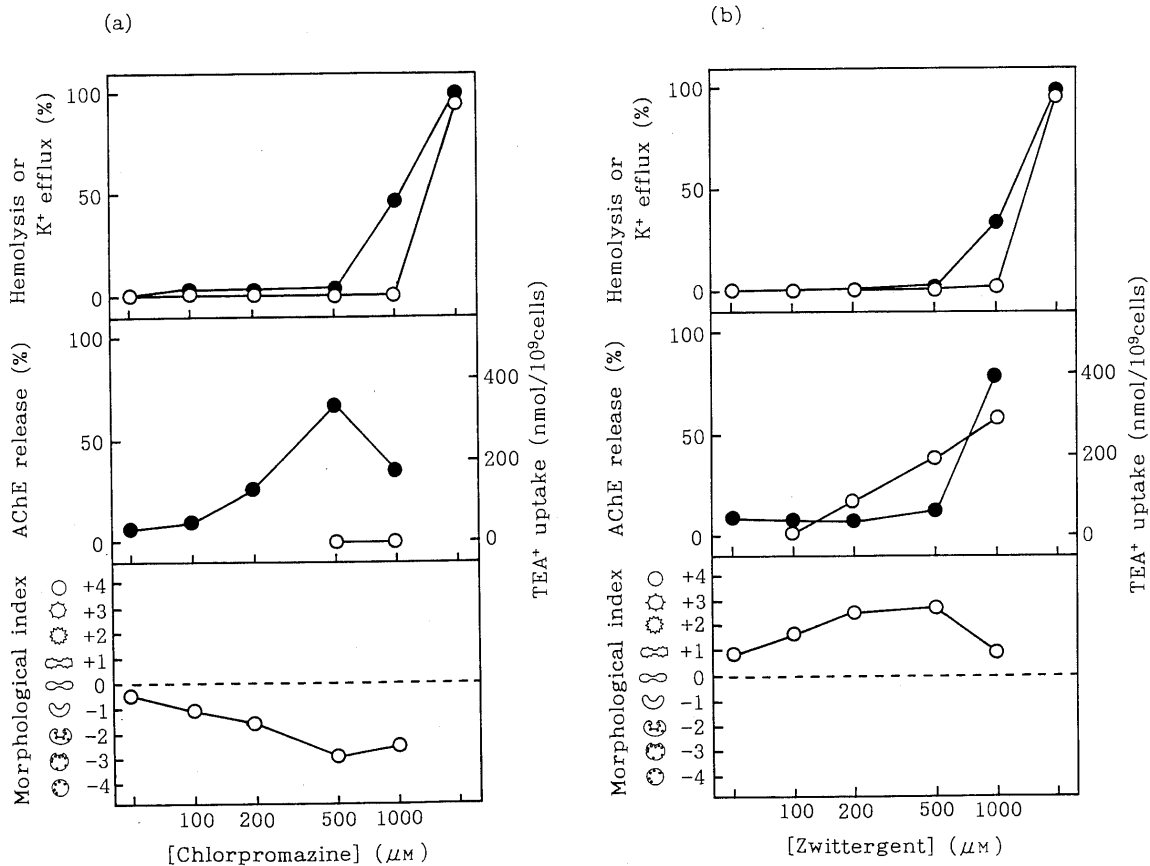 (a)
Hemolysis or
K⁺ efflux (%)
100
50
0
AChE release (%)
100
50
0
TEA⁺ uptake (nmol/10⁹cells)
400
200
0
Morphological index
+4
+3
+2
+1
0
-1
-2
-3
-4
100 200 500 1000
[Chlorpromazine] (μM)
(b)
Hemolysis or
K⁺ efflux (%)
100
50
0
AChE release (%)
100
50
0
TEA⁺ uptake (nmol/10⁹cells)
400
200
0
Morphological index
+4
+3
+2
+1
0
-1
-2
-3
-4
100 200 500 1000
[Zwittergent] (μM)